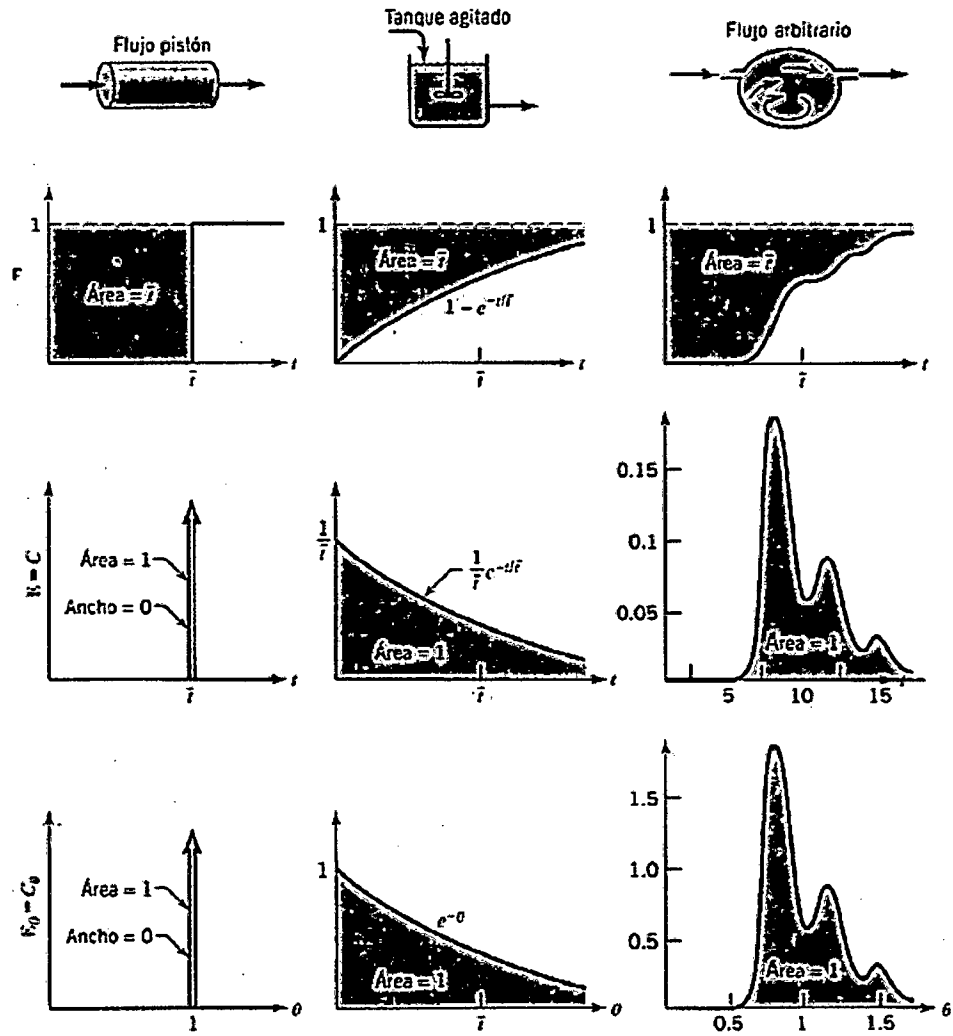 Flujo pistón
Tanque agitado
Flujo arbitrario
F
1
Área = t̄
t̄
t
1
Área = t̄
1 − e^{−t/t̄}
t̄
t
1
Área = t̄
t̄
t
E = C
Área = 1
Ancho = 0
t̄
t
1/t̄
1/t̄ e^{−t/t̄}
Área = 1
t̄
t
0.15
0.1
0.05
Área = 1
5
10
15
E_θ = C_θ
Área = 1
Ancho = 0
1
θ
1
e^{−θ}
Área = 1
t̄
θ
1.5
1.0
0.5
Área = 1
0.5
1
1.5
θ